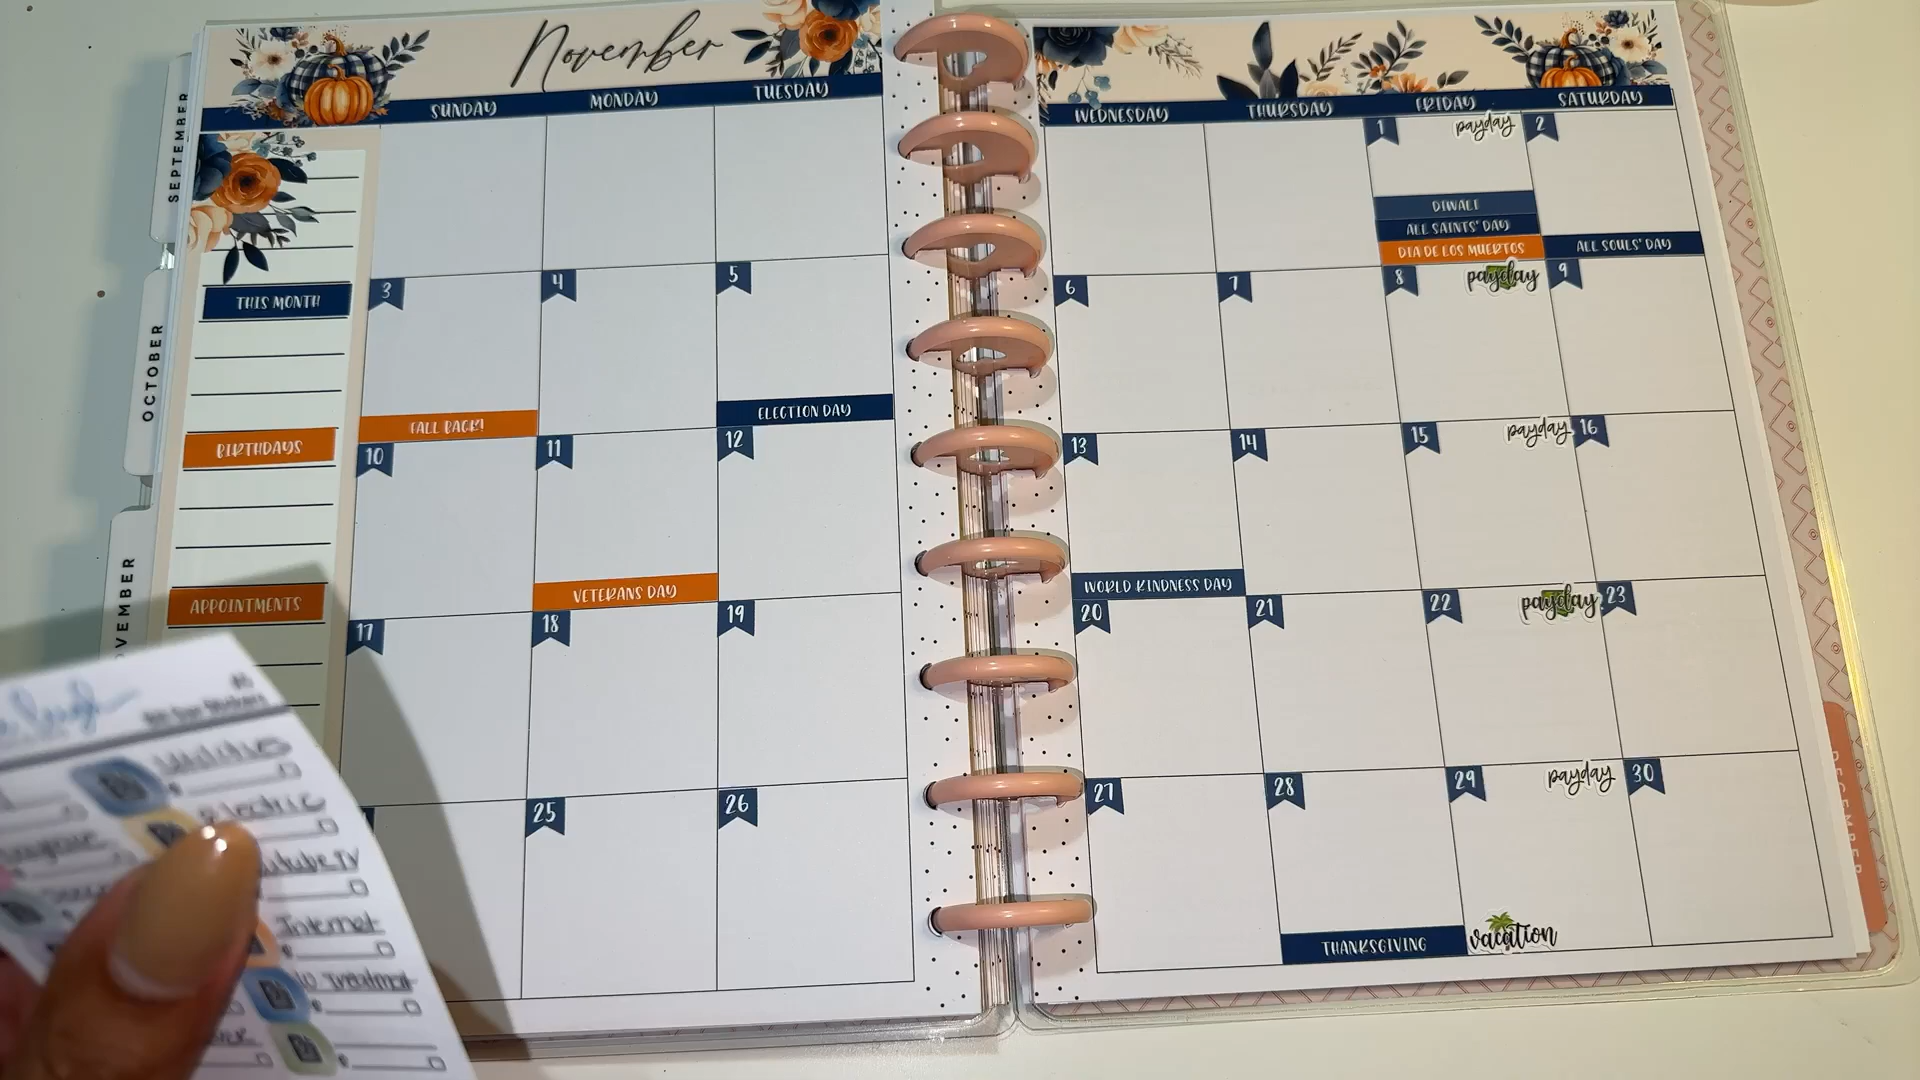 November
SUNDAY MONDAY TUESDAY WEDNESDAY THURSDAY FRIDAY SATURDAY
SEPTEMBER
OCTOBER
DECEMBER
1 payday 2
DIWALI
ALL SAINTS' DAY
DIA DE LOS MUERTOS ALL SOULS' DAY
THIS MONTH
3 4 5 6 7 8 payday 9
FALL BACK! ELECTION DAY
BIRTHDAYS
10 11 12 13 14 15 payday 16
VETERANS DAY WORLD KINDNESS DAY
APPOINTMENTS
17 18 19 20 21 22 payday 23
25 26 27 28 29 payday 30
THANKSGIVING vacation
Utilities
Electric
Internet